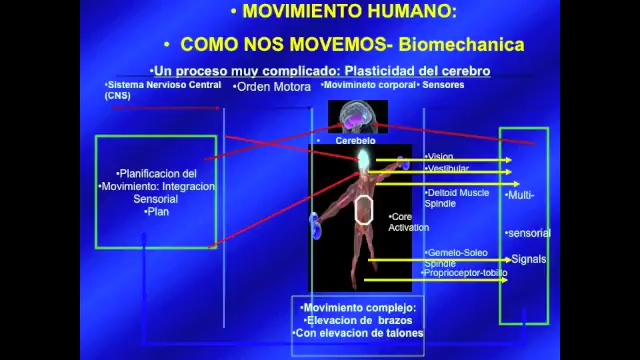 • MOVIMIENTO HUMANO:
• COMO NOS MOVEMOS- Biomechanica
•Un proceso muy complicado: Plasticidad del cerebro
•Sistema Nervioso Central
(CNS)
•Orden Motora
•Movimineto corporal
• Sensores
• Cerebelo
•Planificacion del
•Movimiento: Integracion
Sensorial
•Plan
•Vision
•Vestibular
•Deltoid Muscle
Spindle
•Core
Activation
•Gemelo-Soleo
Spindle
•Proprioceptor-tobillo
•Multi-
•sensorial
•Signals
•Movimiento complejo:
•Elevacion de brazos
•Con elevacion de talones